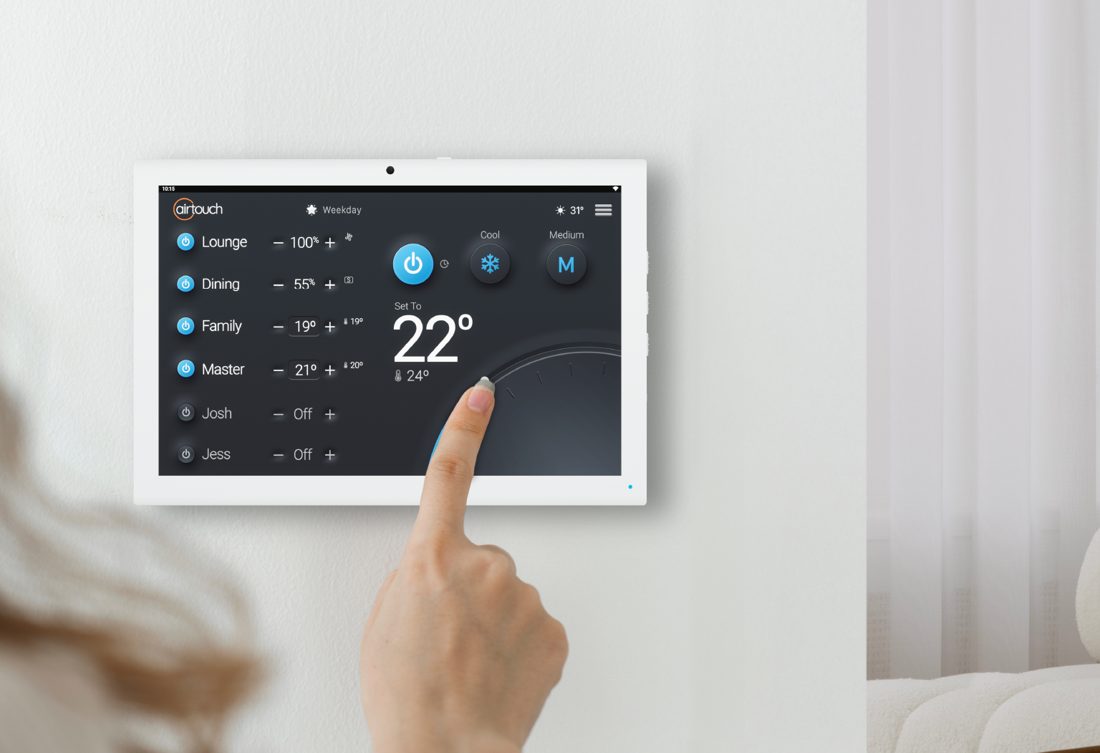 10:15
airtouch
Weekday
31°
Lounge − 100% +
Dining − 55% + S
Family − 19° + 19°
Master − 21° + 20°
Josh − Off +
Jess − Off +
Cool
Medium
M
Set To
22°
24°